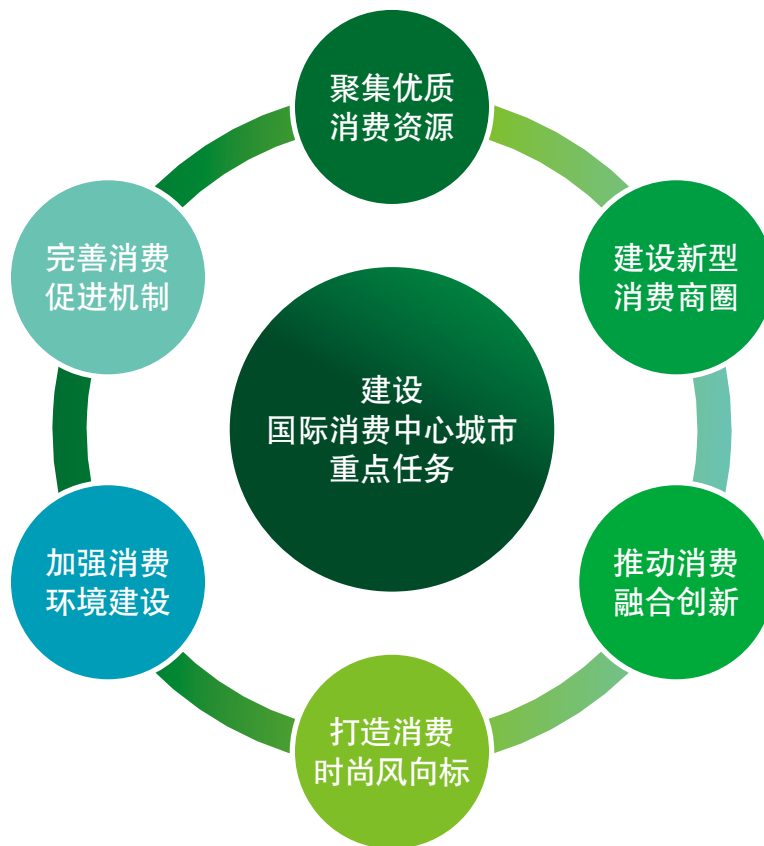 聚集优质
消费资源
建设新型
消费商圈
推动消费
融合创新
打造消费
时尚风向标
加强消费
环境建设
完善消费
促进机制
建设
国际消费中心城市
重点任务